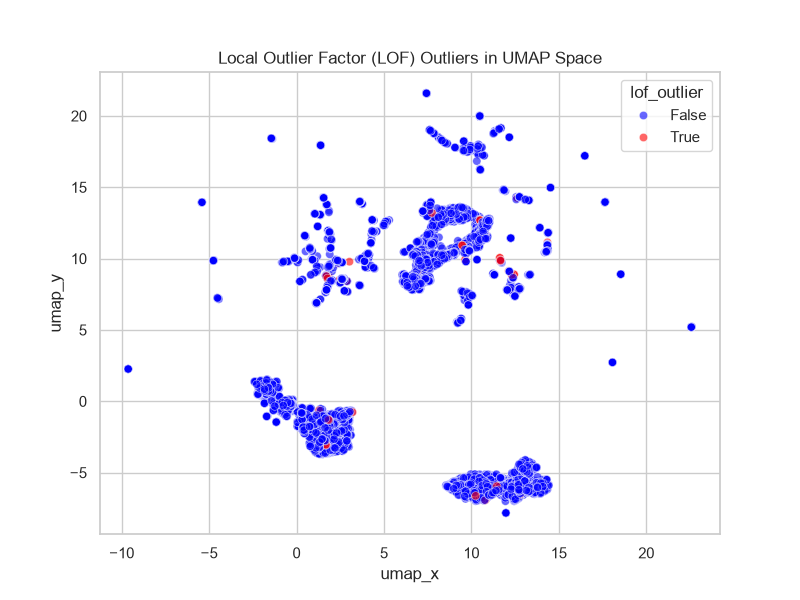 Local Outlier Factor (LOF) Outliers in UMAP Space
lof_outlier
False
True
20
15
10
5
0
−5
umap_y
−10
−5
0
5
10
15
20
umap_x